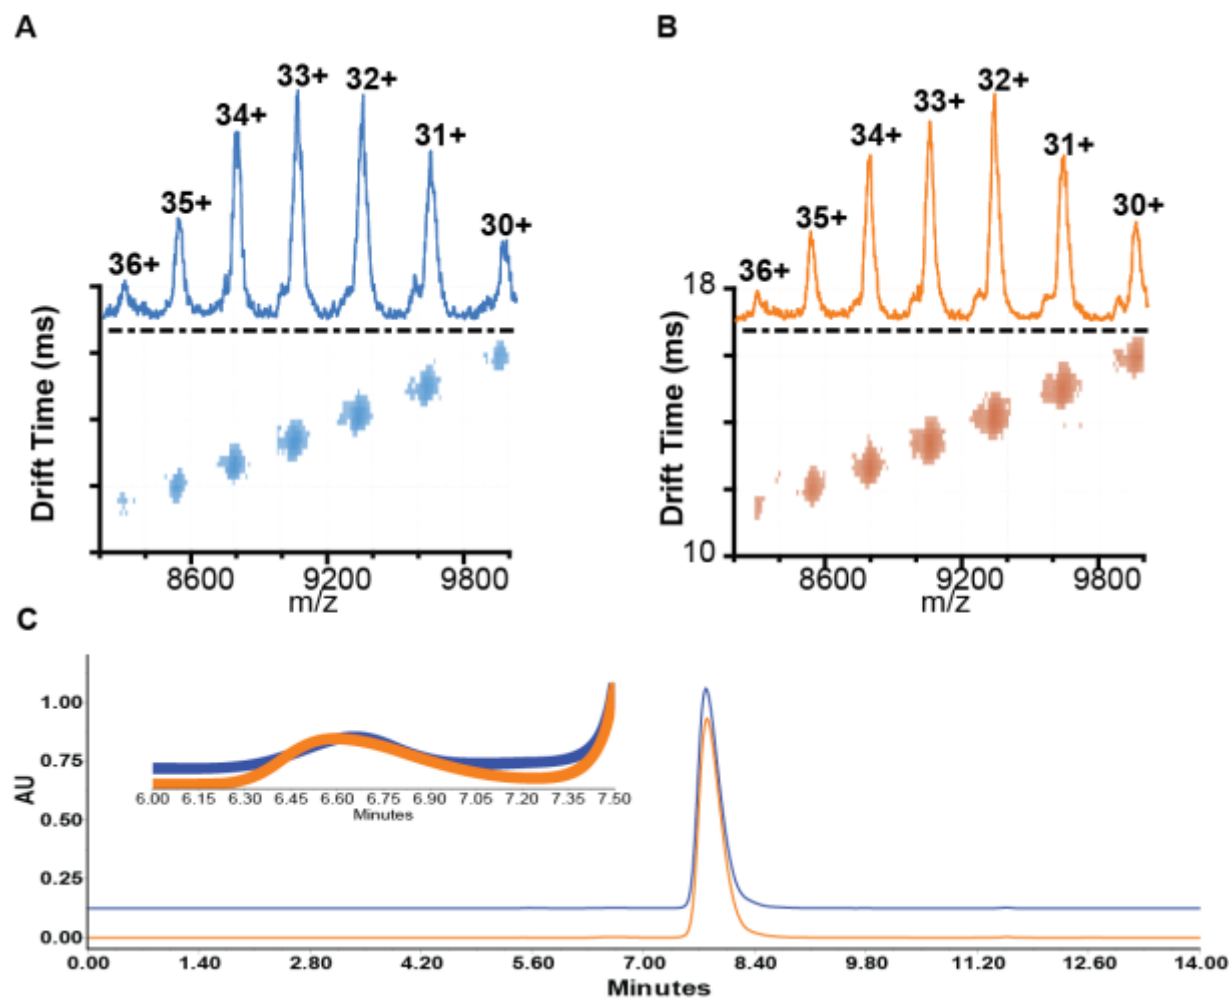 A
36+ 35+ 34+ 33+ 32+ 31+ 30+
Drift Time (ms)
8600 9200 9800
m/z
B
36+ 35+ 34+ 33+ 32+ 31+ 30+
18
Drift Time (ms)
10
8600 9200 9800
m/z
C
1.00
0.75
0.50
0.25
0.00
AU
6.00 6.15 6.30 6.45 6.60 6.75 6.90 7.05 7.20 7.35 7.50
Minutes
0.00 1.40 2.80 4.20 5.60 7.00 8.40 9.80 11.20 12.60 14.00
Minutes